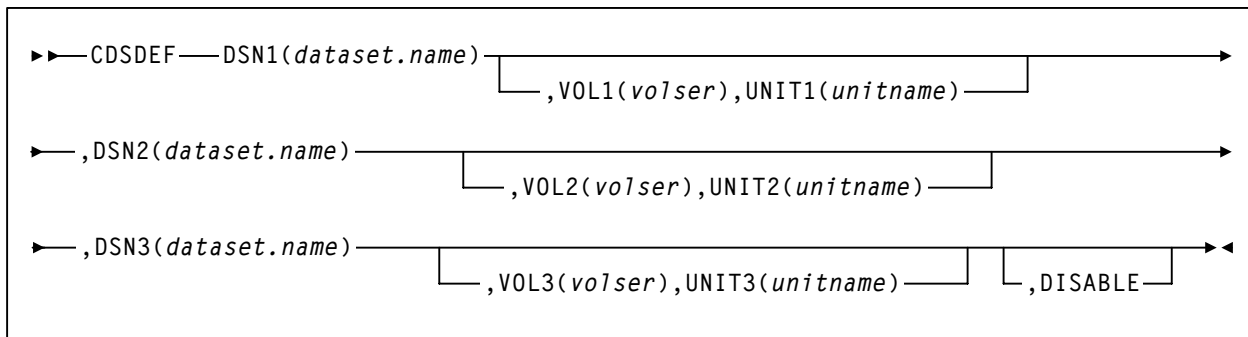 CDSDEF DSN1(dataset.name)
,VOL1(volser),UNIT1(unitname)
,DSN2(dataset.name)
,VOL2(volser),UNIT2(unitname)
,DSN3(dataset.name)
,VOL3(volser),UNIT3(unitname) ,DISABLE